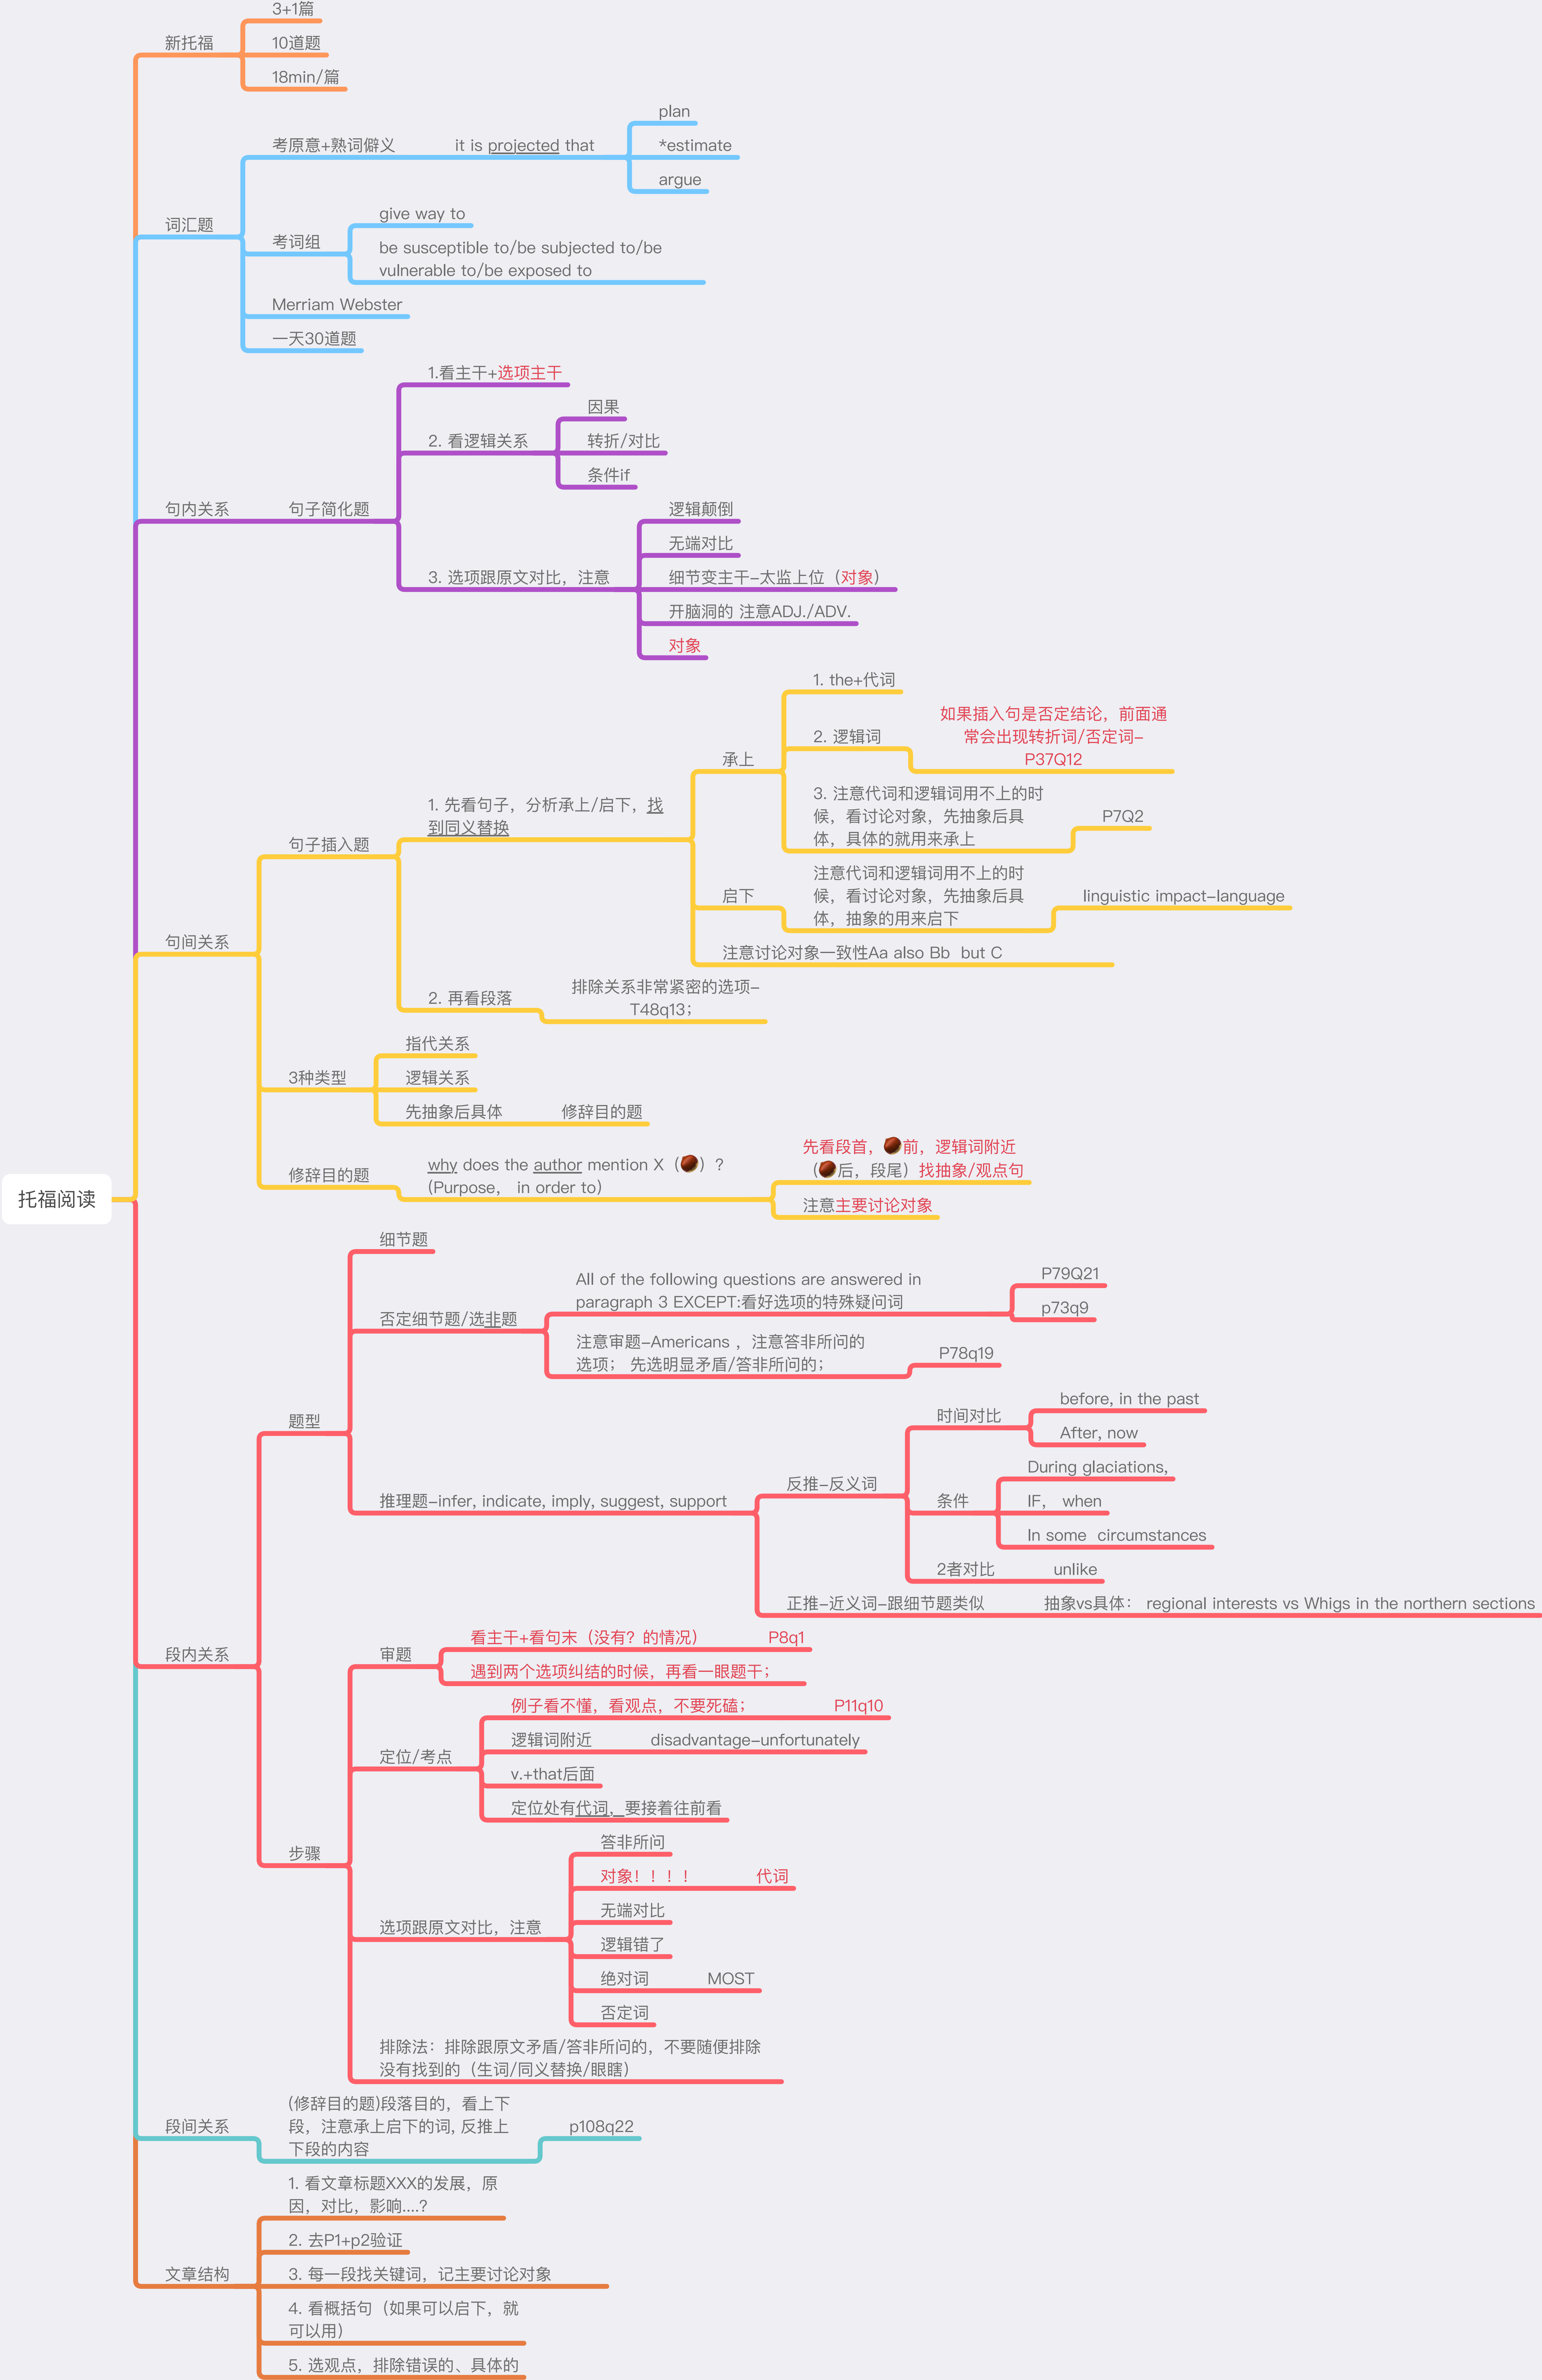 托福阅读
新托福
3+1篇
10道题
18min/篇
词汇题
考原意+熟词僻义
it is projected that
plan
*estimate
argue
考词组
give way to
be susceptible to/be subjected to/be
vulnerable to/be exposed to
Merriam Webster
一天30道题
句内关系
句子简化题
1.看主干+选项主干
2. 看逻辑关系
因果
转折/对比
条件if
3. 选项跟原文对比，注意
逻辑颠倒
无端对比
细节变主干-太监上位（对象）
开脑洞的 注意ADJ./ADV.
对象
句间关系
句子插入题
1. 先看句子，分析承上/启下，找
到同义替换
承上
1. the+代词
2. 逻辑词
如果插入句是否定结论，前面通
常会出现转折词/否定词-
P37Q12
3. 注意代词和逻辑词用不上的时
候，看讨论对象，先抽象后具
体，具体的就用来承上
P7Q2
启下
注意代词和逻辑词用不上的时
候，看讨论对象，先抽象后具
体，抽象的用来启下
linguistic impact-language
注意讨论对象一致性Aa also Bb but C
2. 再看段落
排除关系非常紧密的选项-
T48q13；
3种类型
指代关系
逻辑关系
先抽象后具体
修辞目的题
修辞目的题
why does the author mention X（🌰）?
(Purpose， in order to)
先看段首，🌰前，逻辑词附近
（🌰后，段尾）找抽象/观点句
注意主要讨论对象
段内关系
题型
细节题
否定细节题/选非题
All of the following questions are answered in
paragraph 3 EXCEPT:看好选项的特殊疑问词
P79Q21
p73q9
注意审题-Americans ，注意答非所问的
选项； 先选明显矛盾/答非所问的；
P78q19
推理题-infer, indicate, imply, suggest, support
反推-反义词
时间对比
before, in the past
After, now
条件
During glaciations,
IF， when
In some circumstances
2者对比
unlike
正推-近义词-跟细节题类似
抽象vs具体： regional interests vs Whigs in the northern sections
步骤
审题
看主干+看句末（没有？的情况）
P8q1
遇到两个选项纠结的时候，再看一眼题干；
定位/考点
例子看不懂，看观点，不要死磕；
P11q10
逻辑词附近
disadvantage-unfortunately
v.+that后面
定位处有代词，要接着往前看
选项跟原文对比，注意
答非所问
对象！！！！
代词
无端对比
逻辑错了
绝对词
MOST
否定词
排除法：排除跟原文矛盾/答非所问的，不要随便排除
没有找到的（生词/同义替换/眼瞎）
段间关系
(修辞目的题)段落目的，看上下
段，注意承上启下的词, 反推上
下段的内容
p108q22
文章结构
1. 看文章标题XXX的发展，原
因，对比，影响....?
2. 去P1+p2验证
3. 每一段找关键词，记主要讨论对象
4. 看概括句（如果可以启下，就
可以用）
5. 选观点，排除错误的、具体的